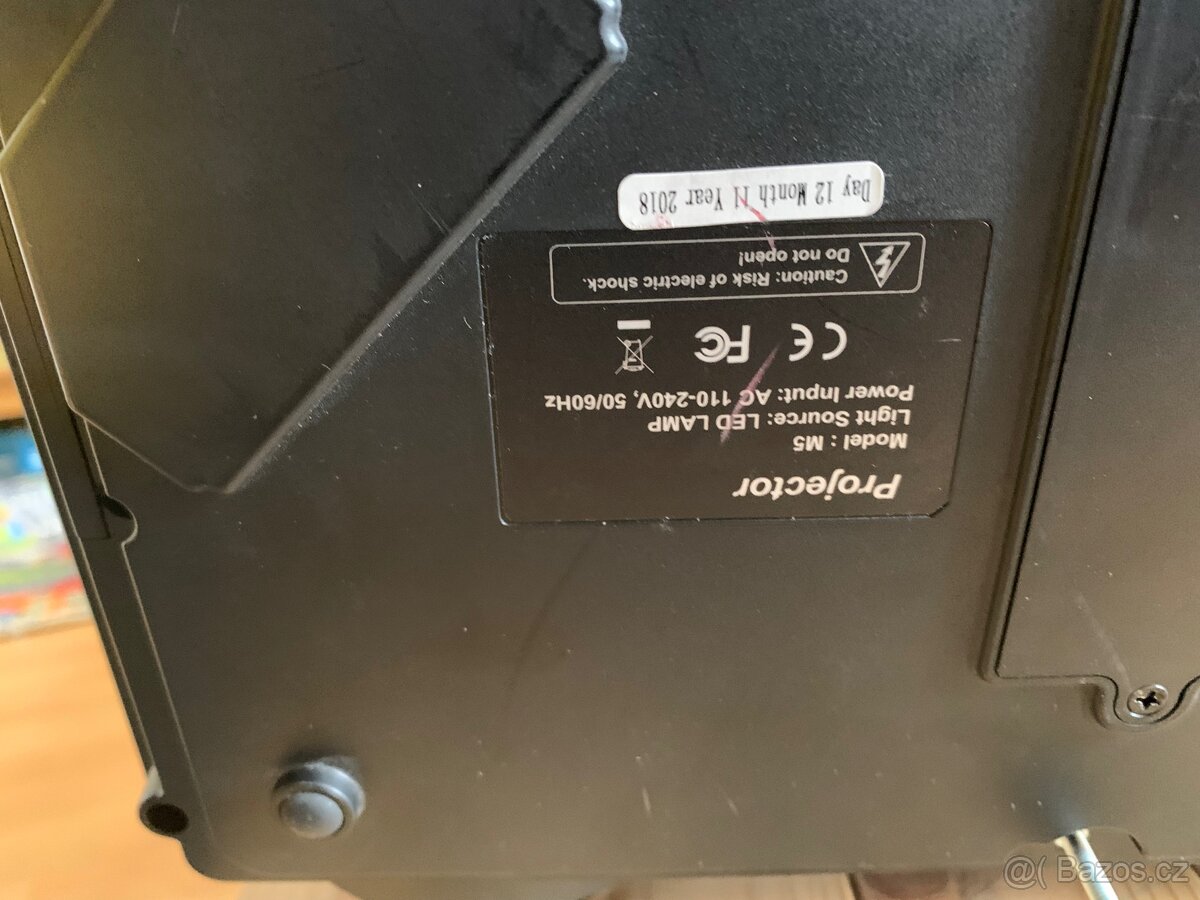 Projector
Model : M5
Light Source: LED LAMP
Power Input: AC 110-240V, 50/60Hz
CE FC
Caution: Risk of electric shock.
Do not open!
Day 12 Month 11 Year 2018
@( Bazos.cz